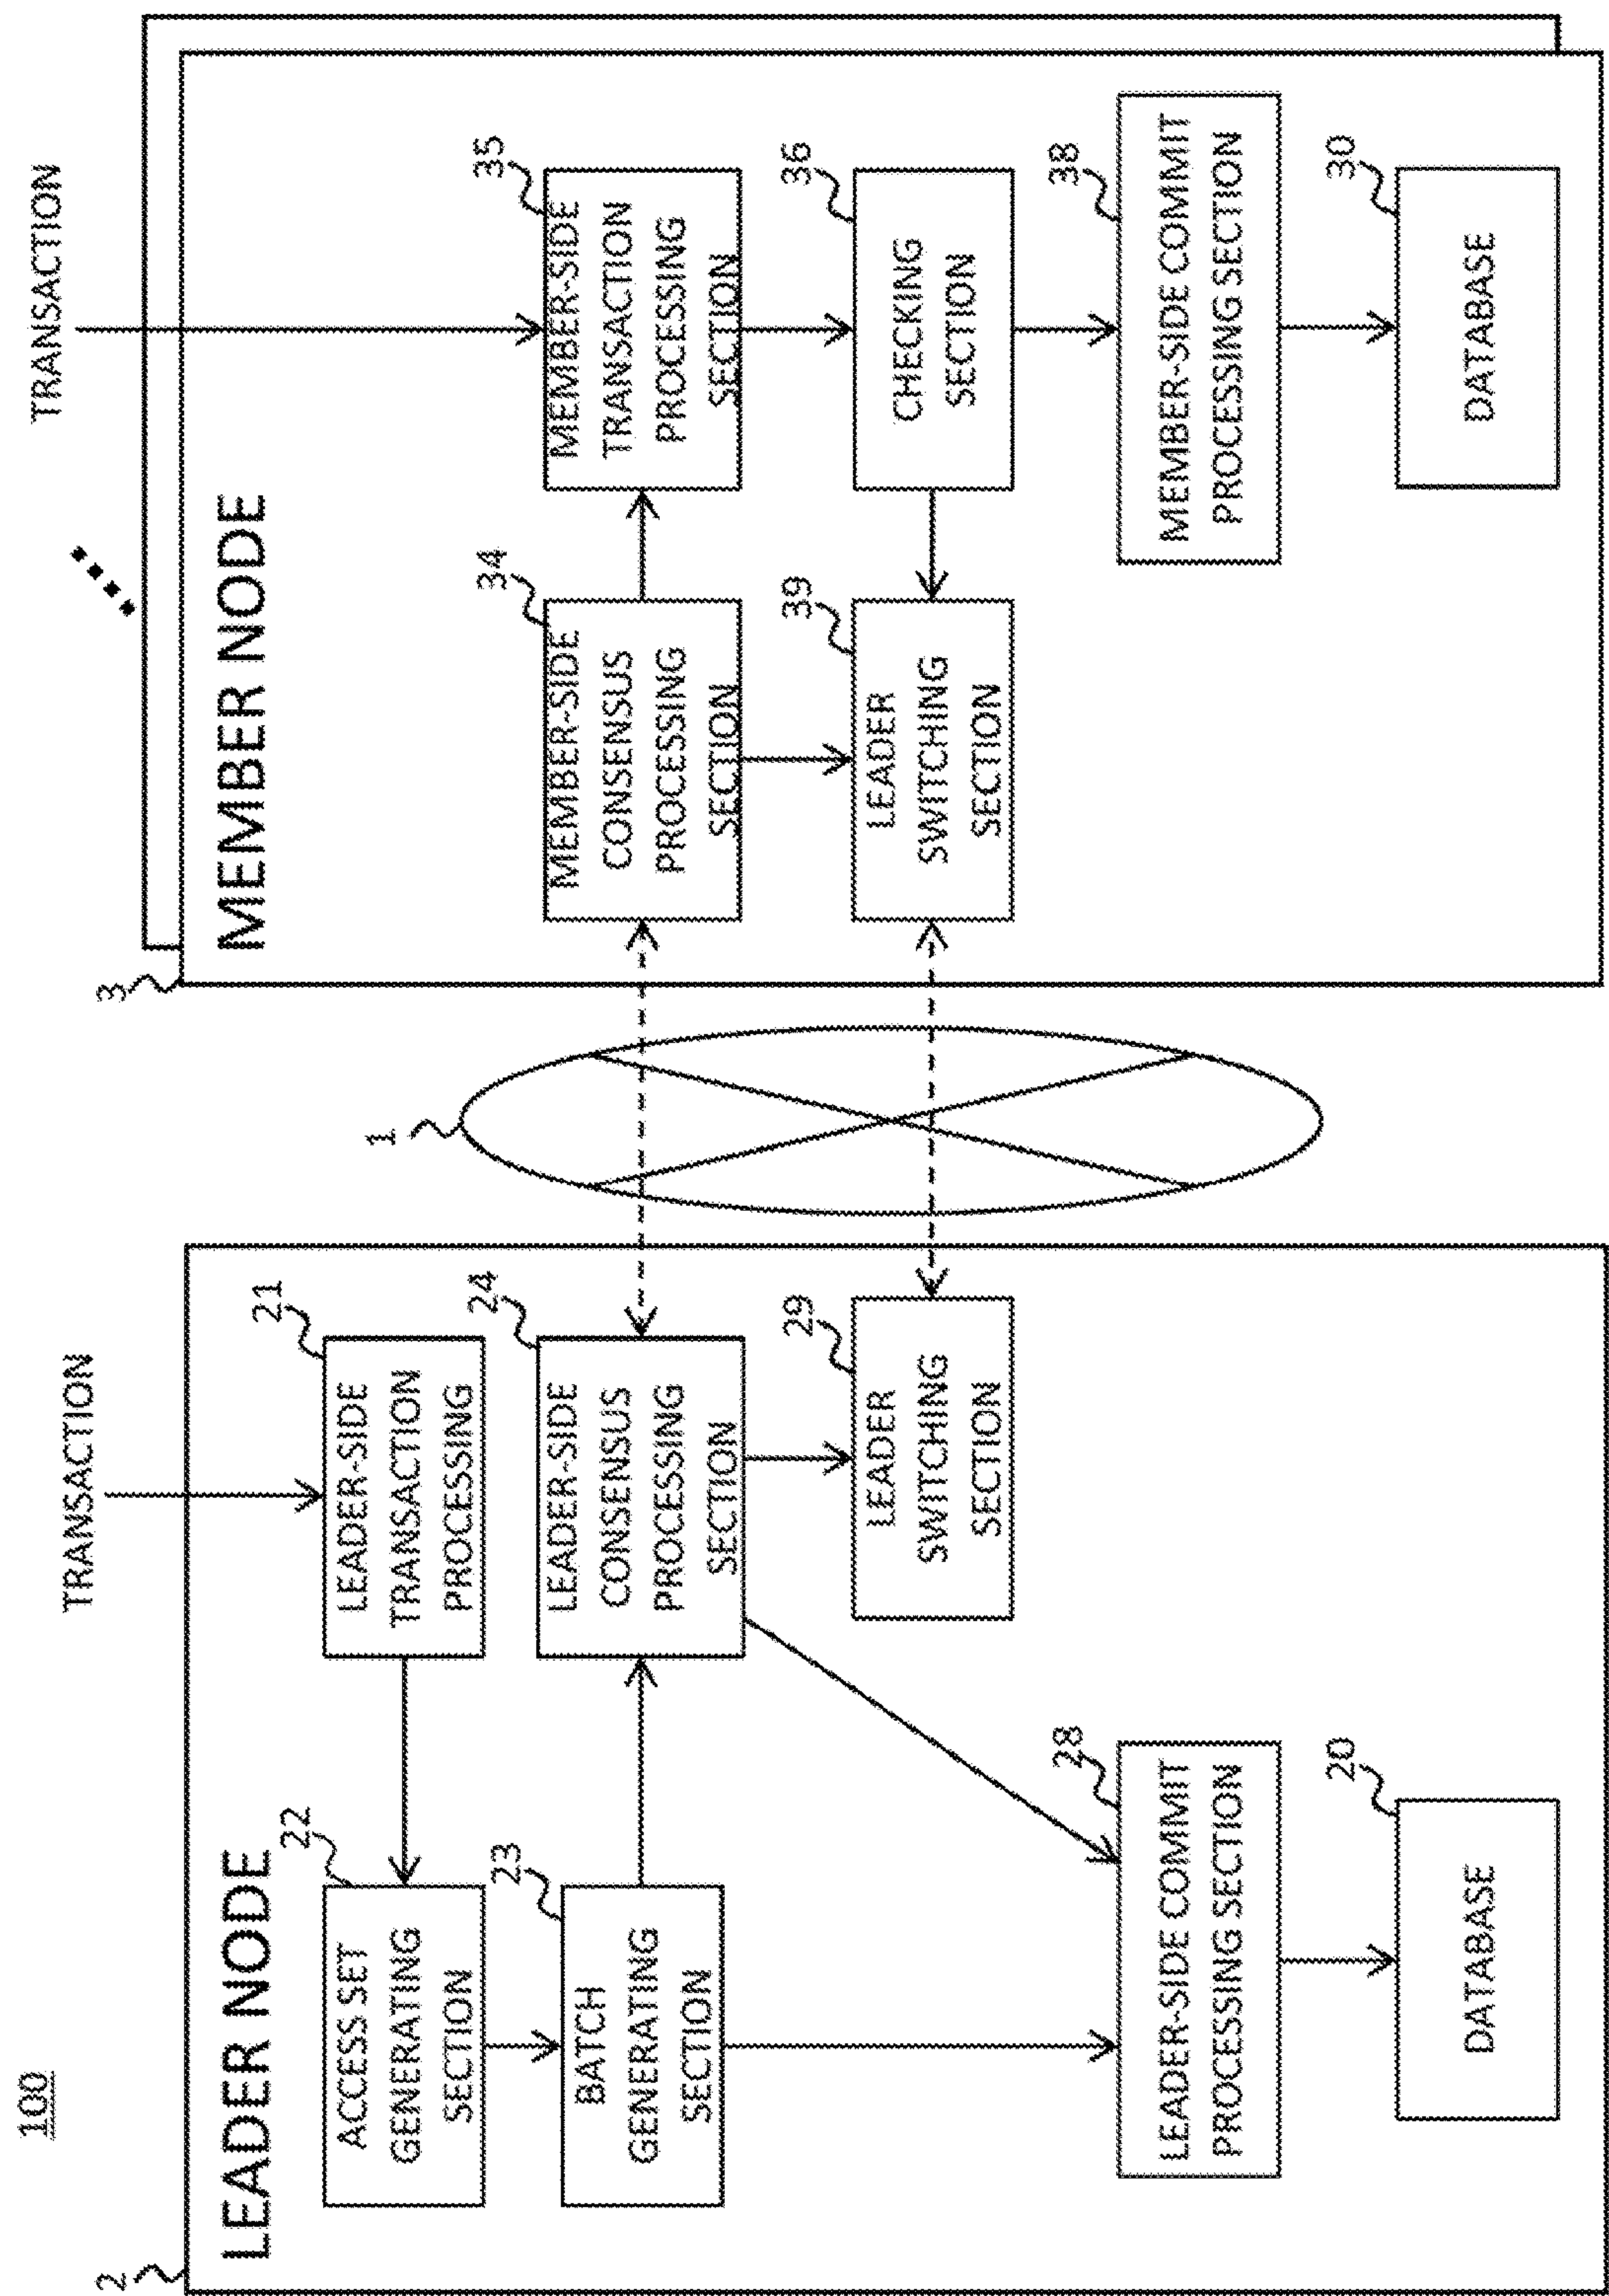 100
2
LEADER NODE
TRANSACTION
21
LEADER-SIDE
TRANSACTION
PROCESSING
22
ACCESS SET
GENERATING
SECTION
23
BATCH
GENERATING
SECTION
24
LEADER-SIDE
CONSENSUS
PROCESSING
SECTION
29
LEADER
SWITCHING
SECTION
28
LEADER-SIDE COMMIT
PROCESSING SECTION
20
DATABASE
1
3
MEMBER NODE
TRANSACTION
34
MEMBER-SIDE
CONSENSUS
PROCESSING
SECTION
35
MEMBER-SIDE
TRANSACTION
PROCESSING
SECTION
39
LEADER
SWITCHING
SECTION
36
CHECKING
SECTION
38
MEMBER-SIDE COMMIT
PROCESSING SECTION
30
DATABASE